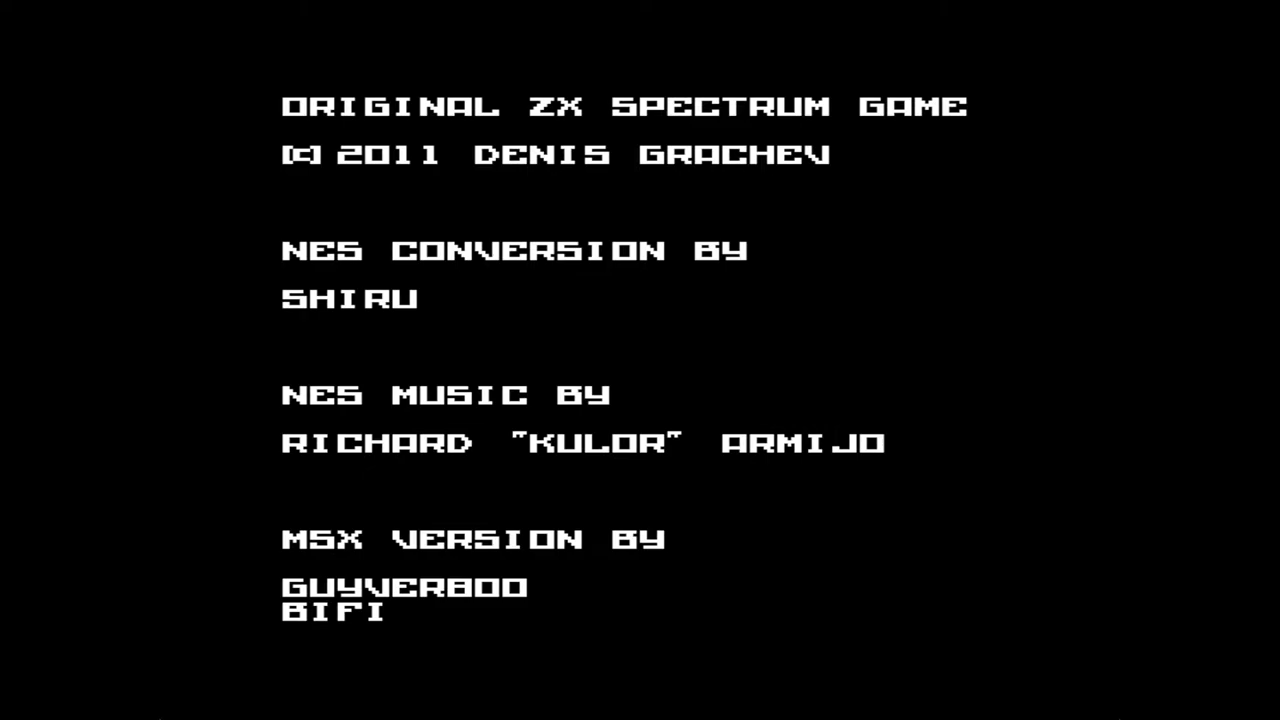 ORIGINAL ZX SPECTRUM GAME
(C) 2011 DENIS GRACHEV
NES CONVERSION BY
SHIRU
NES MUSIC BY
RICHARD "KULOR" ARMIJO
MSX VERSION BY
GUYVER800
BIFI